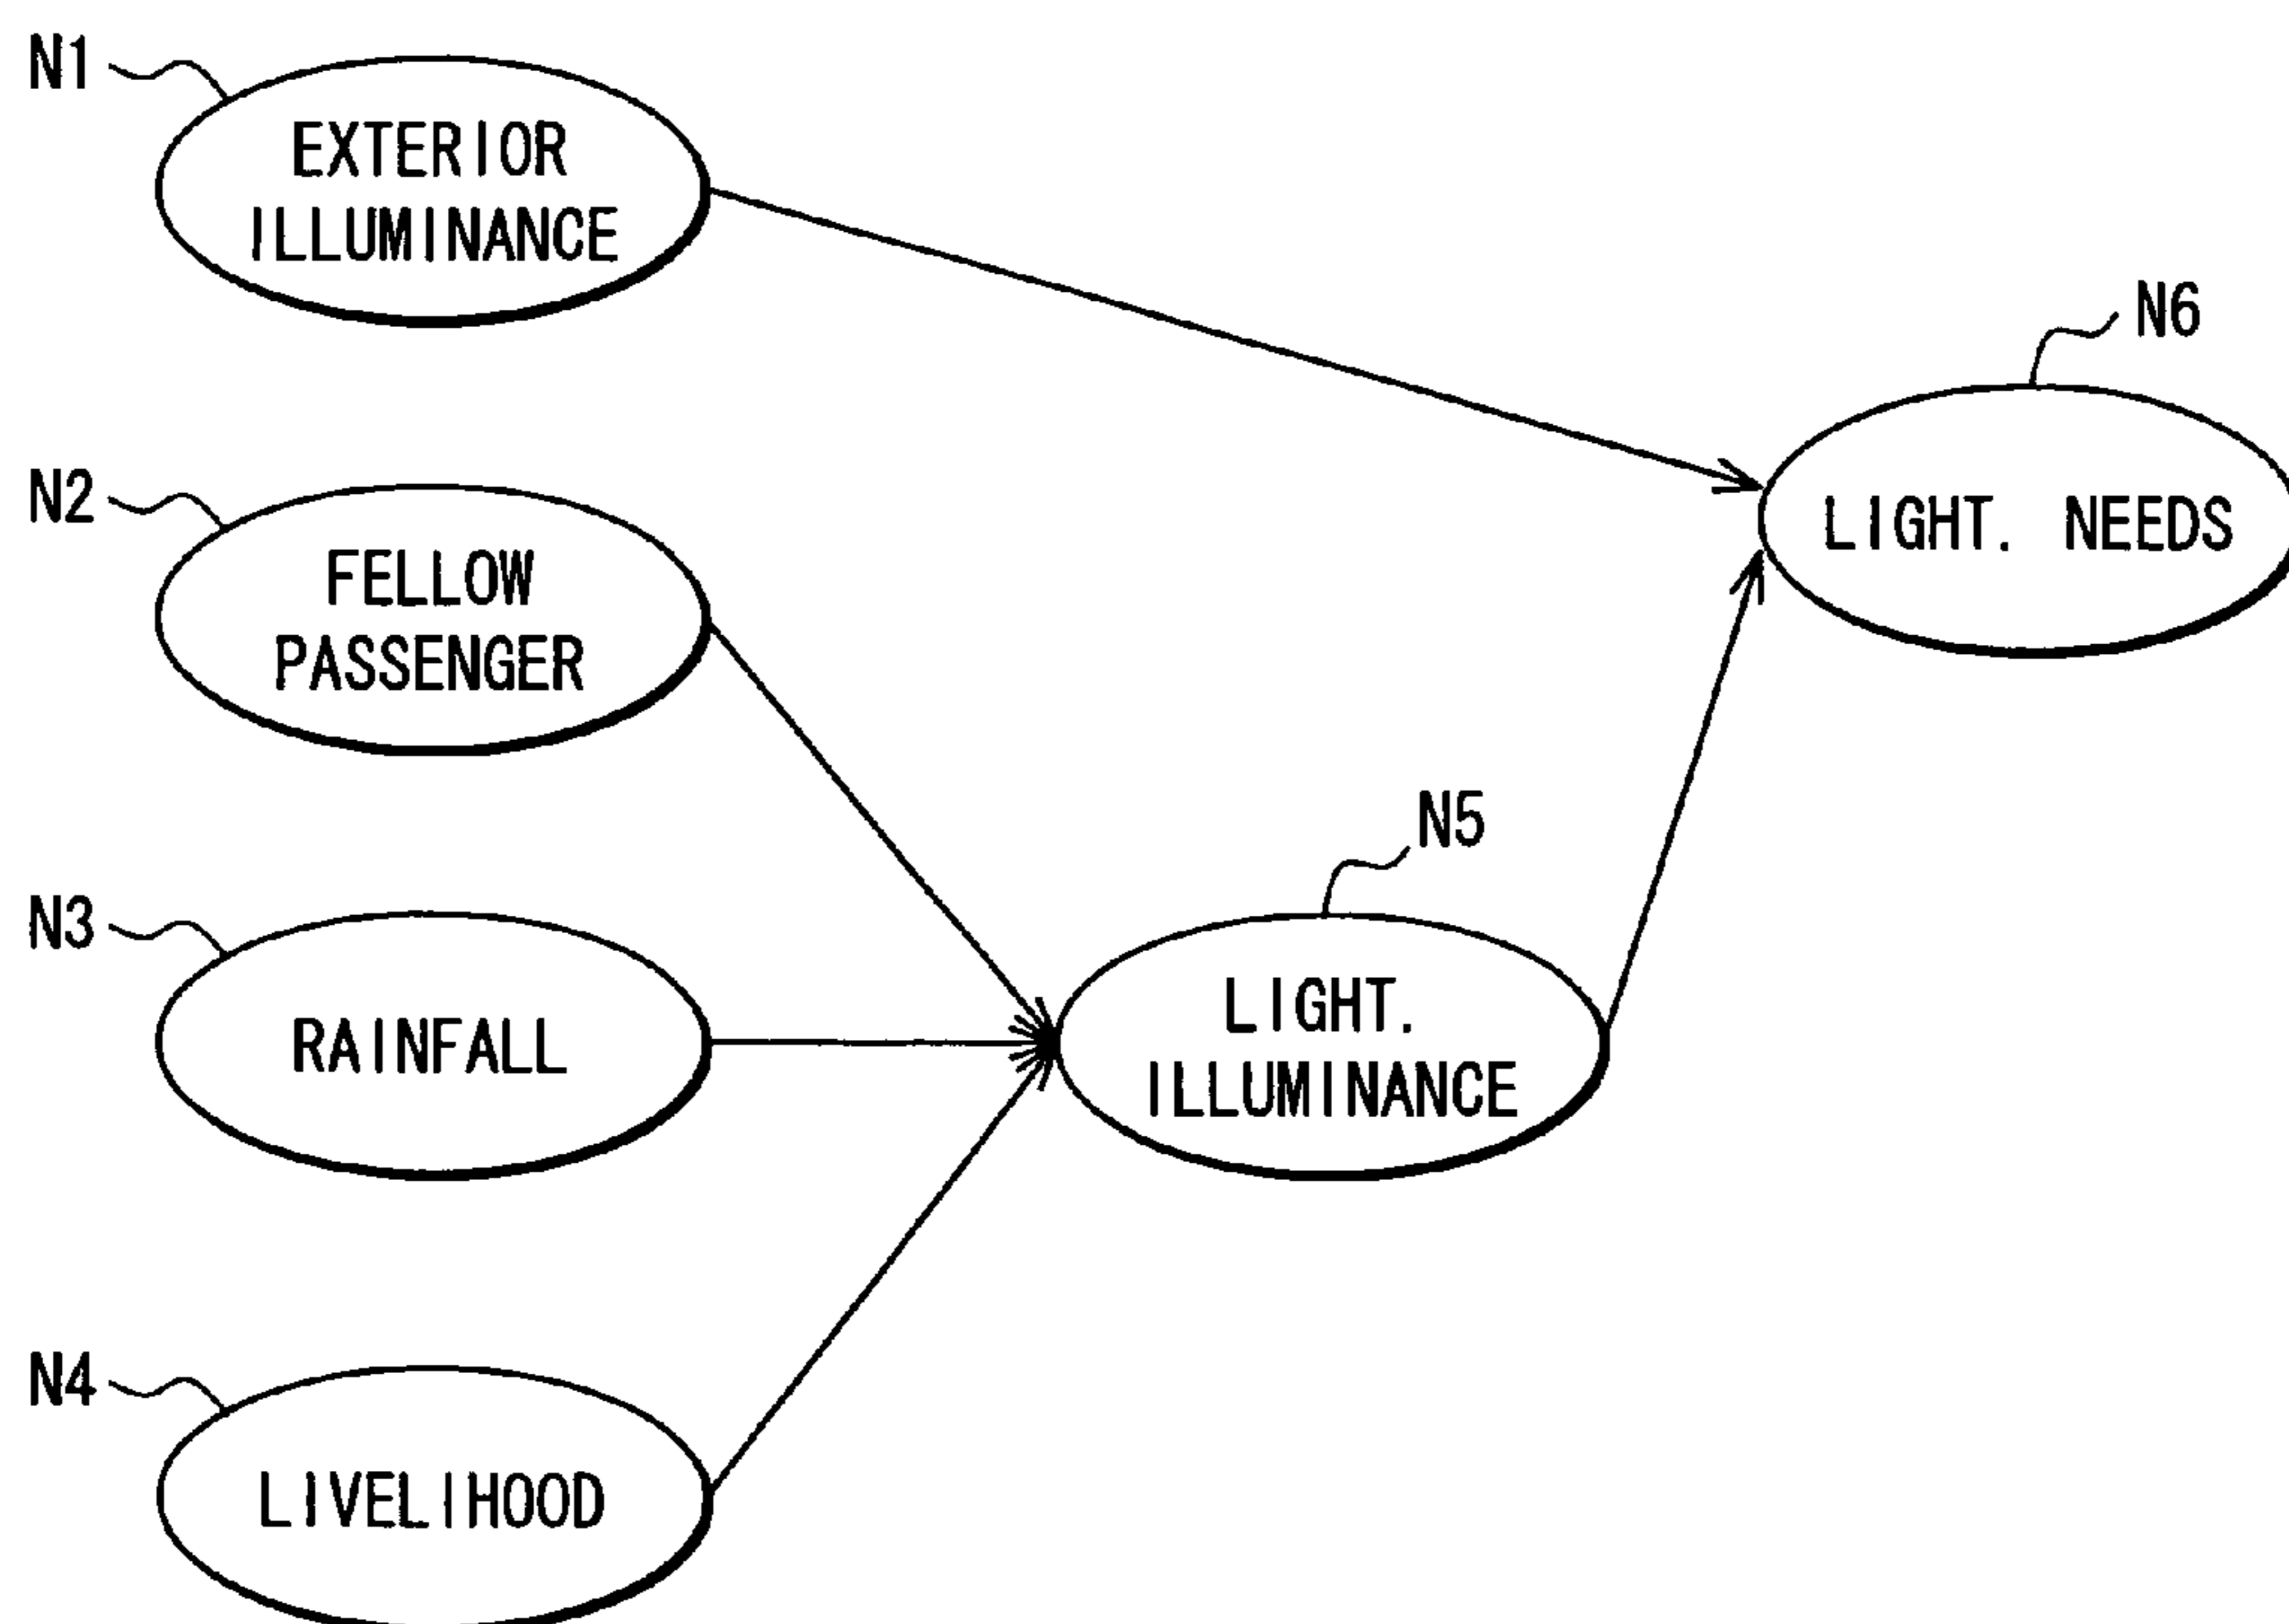 N1
EXTERIOR
ILLUMINANCE
N6
LIGHT. NEEDS
N2
FELLOW
PASSENGER
N5
LIGHT.
ILLUMINANCE
N3
RAINFALL
N4
LIVELIHOOD